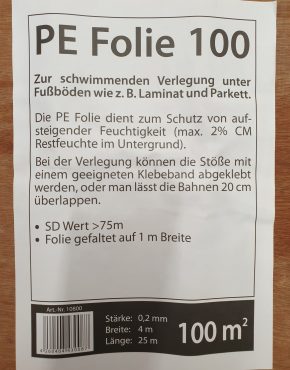 PE Folie 100
Zur schwimmenden Verlegung unter
Fußböden wie z. B. Laminat und Parkett.
Die PE Folie dient zum Schutz von auf-
steigender Feuchtigkeit (max. 2% CM
Restfeuchte im Untergrund).
Bei der Verlegung können die Stöße mit
einem geeigneten Klebeband abgeklebt
werden, oder man lässt die Bahnen 20 cm
überlappen.
• SD Wert >75m
• Folie gefaltet auf 1 m Breite
Art.-Nr. 10600
Stärke: 0,2 mm
Breite: 4 m
Länge: 25 m
100 m²